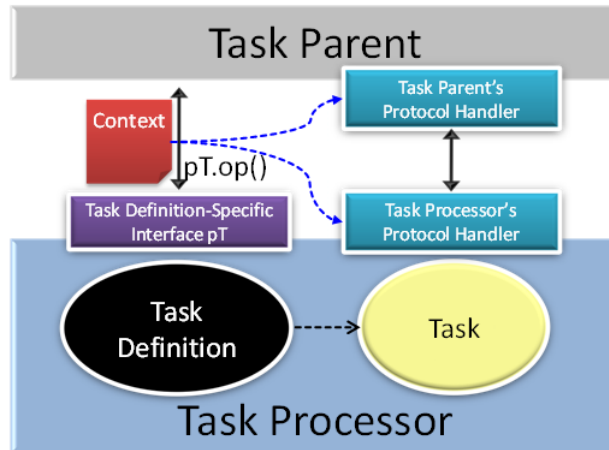 Task Parent
Context
pT.op()
Task Parent's
Protocol Handler
Task Definition-Specific
Interface pT
Task Processor's
Protocol Handler
Task
Definition
Task
Task Processor